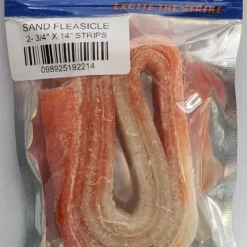 EXCITE THE STRIKE
SAND FLEASICLE
2- 3/4" X 14" STRIPS
098925192214